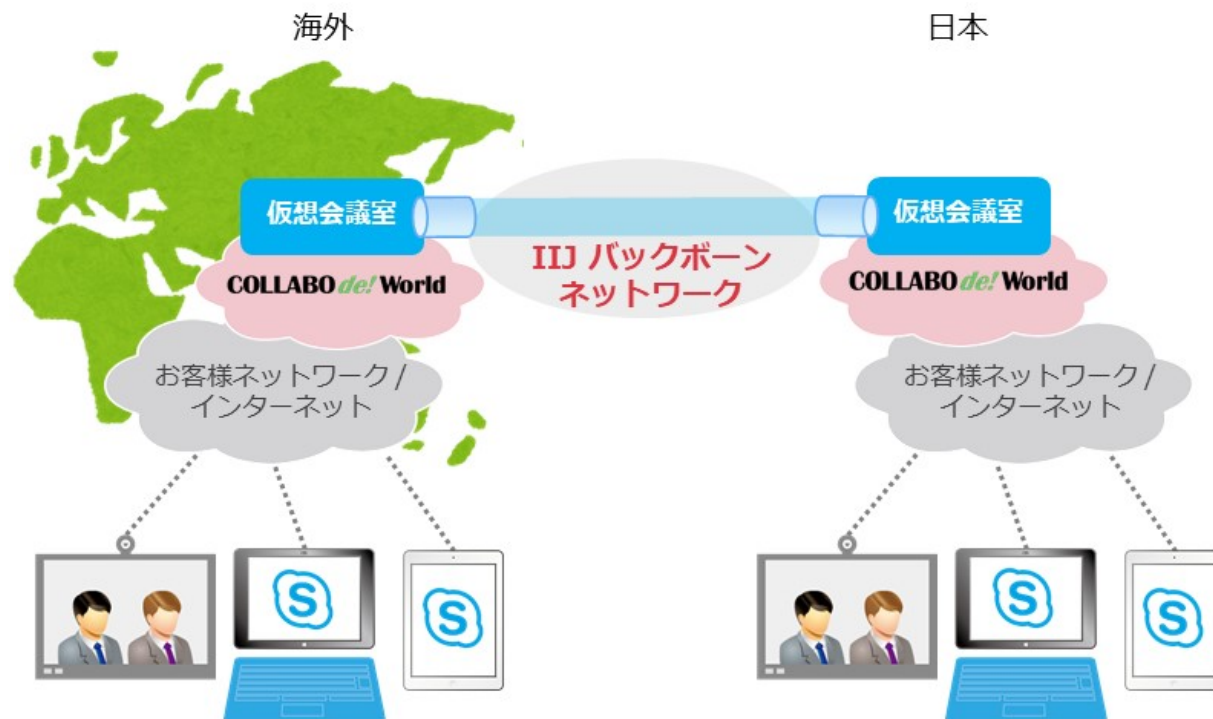 海外
日本
仮想会議室
仮想会議室
IIJ バックボーン
ネットワーク
COLLABO de! World
COLLABO de! World
お客様ネットワーク /
インターネット
お客様ネットワーク /
インターネット
S
S
S
S